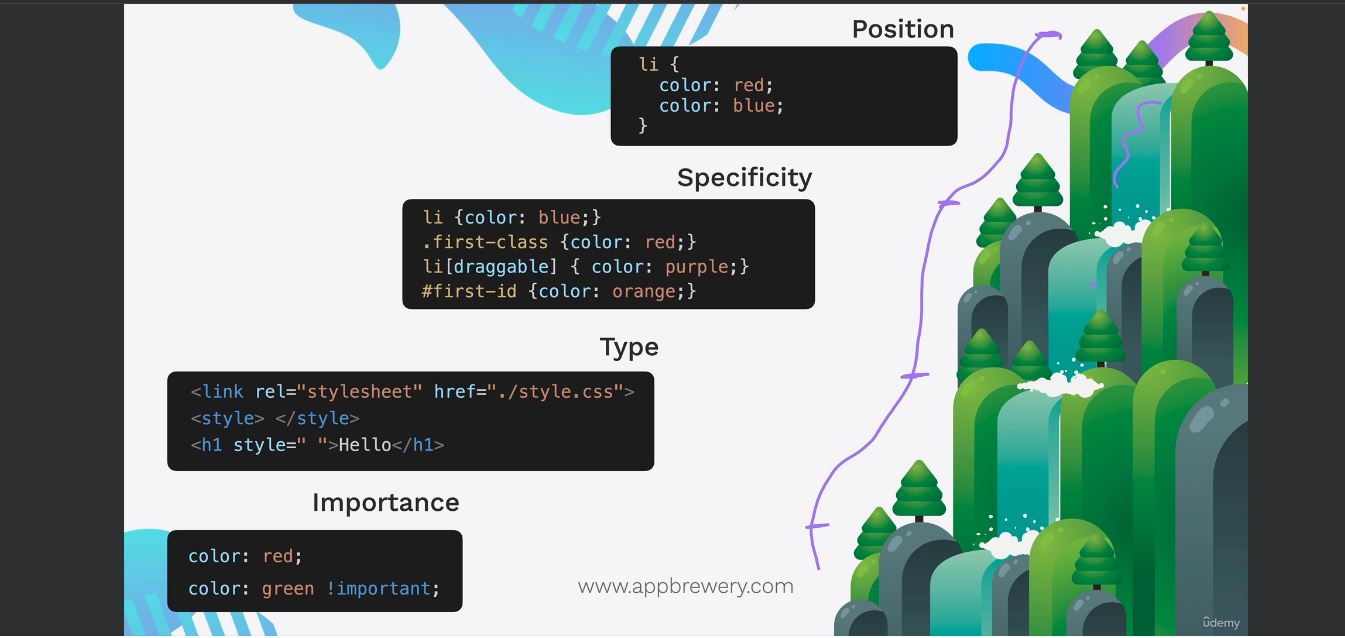 Position
li {
  color: red;
  color: blue;
}
Specificity
li {color: blue;}
.first-class {color: red;}
li[draggable] { color: purple;}
#first-id {color: orange;}
Type
<link rel="stylesheet" href="./style.css">
<style> </style>
<h1 style=" ">Hello</h1>
Importance
color: red;
color: green !important;
www.appbrewery.com
ûdemy